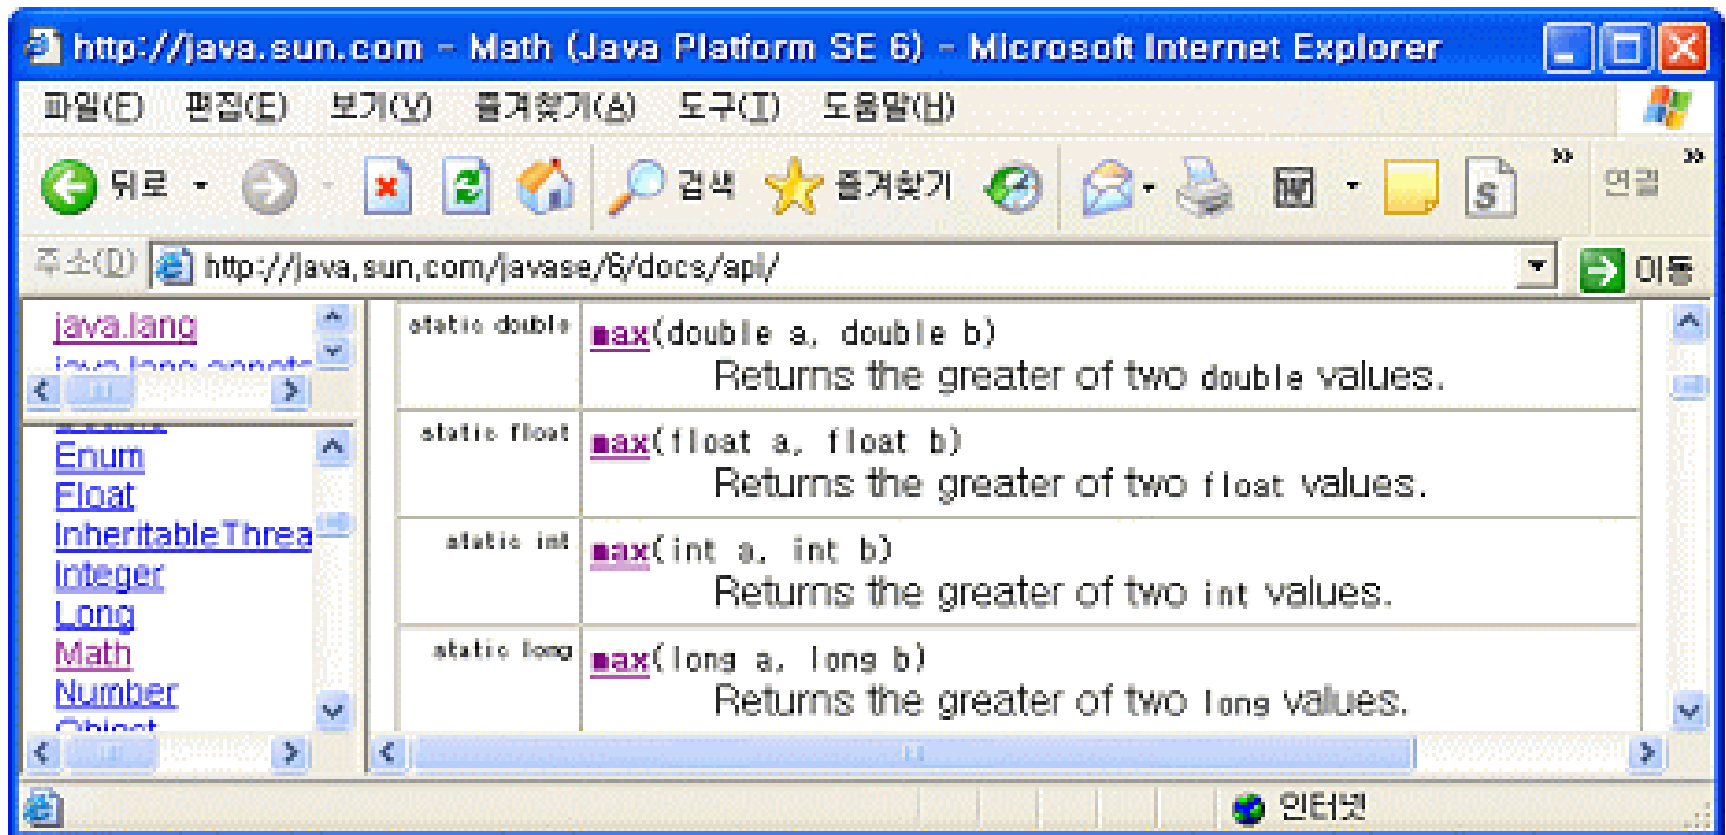 http://java.sun.com - Math (Java Platform SE 6) - Microsoft Internet Explorer
파일(F) 편집(E) 보기(V) 즐겨찾기(A) 도구(T) 도움말(H)
뒤로 검색 즐겨찾기 연결
주소(D) http://java.sun.com/javase/6/docs/api/ 이동
java.lang
Enum
Float
InheritableThrea
Integer
Long
Math
Number
Object
static double max(double a, double b)
Returns the greater of two double values.
static float max(float a, float b)
Returns the greater of two float values.
static int max(int a, int b)
Returns the greater of two int values.
static long max(long a, long b)
Returns the greater of two long values.
인터넷